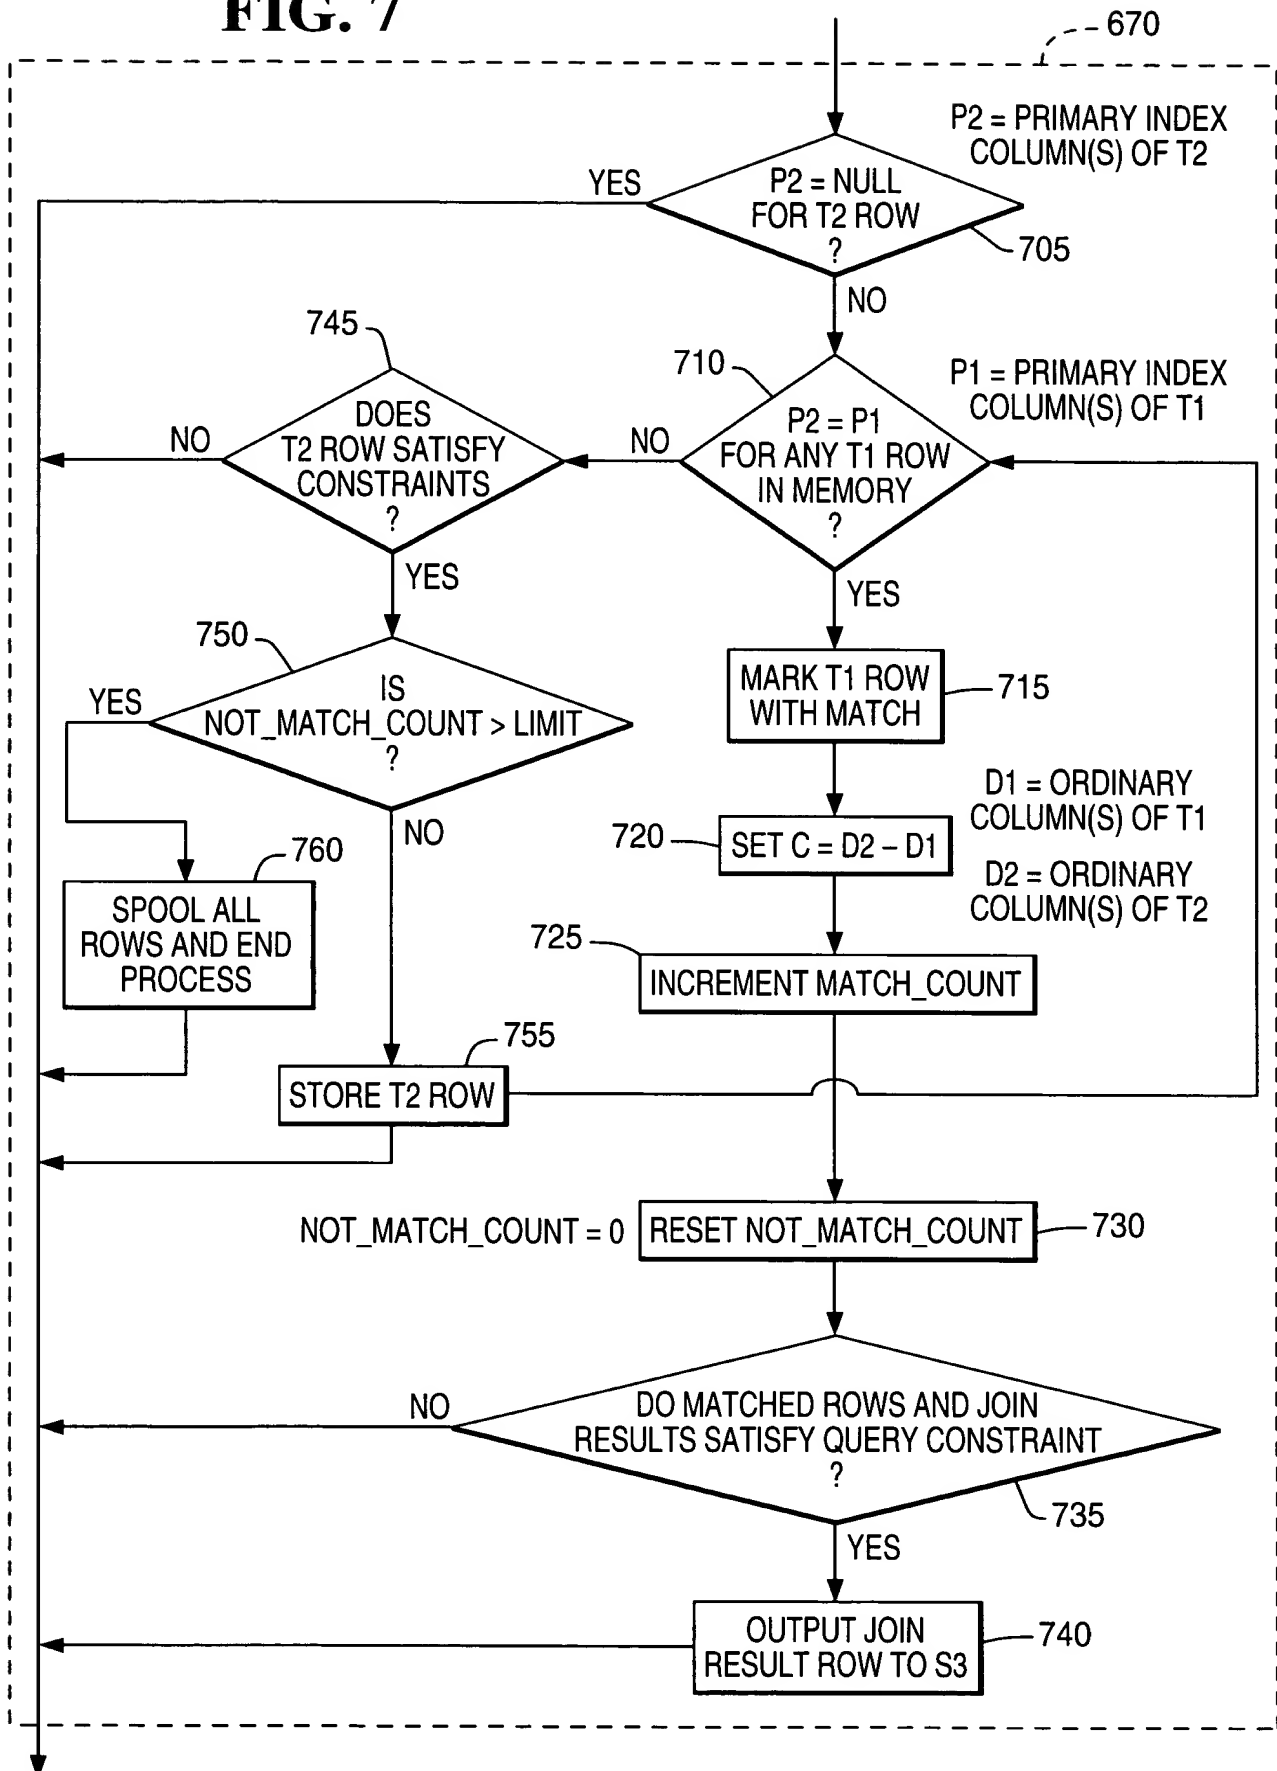 FIG. 7
670
P2 = PRIMARY INDEX
COLUMN(S) OF T2
YES
P2 = NULL
FOR T2 ROW
?
705
NO
745
710
P1 = PRIMARY INDEX
COLUMN(S) OF T1
DOES
T2 ROW SATISFY
CONSTRAINTS
?
NO
NO
P2 = P1
FOR ANY T1 ROW
IN MEMORY
?
YES
YES
750
IS
NOT_MATCH_COUNT > LIMIT
?
YES
MARK T1 ROW
WITH MATCH
715
NO
D1 = ORDINARY
COLUMN(S) OF T1
720
SET C = D2 – D1
D2 = ORDINARY
COLUMN(S) OF T2
760
SPOOL ALL
ROWS AND END
PROCESS
725
INCREMENT MATCH_COUNT
755
STORE T2 ROW
NOT_MATCH_COUNT = 0
RESET NOT_MATCH_COUNT
730
NO
DO MATCHED ROWS AND JOIN
RESULTS SATISFY QUERY CONSTRAINT
?
735
YES
OUTPUT JOIN
RESULT ROW TO S3
740